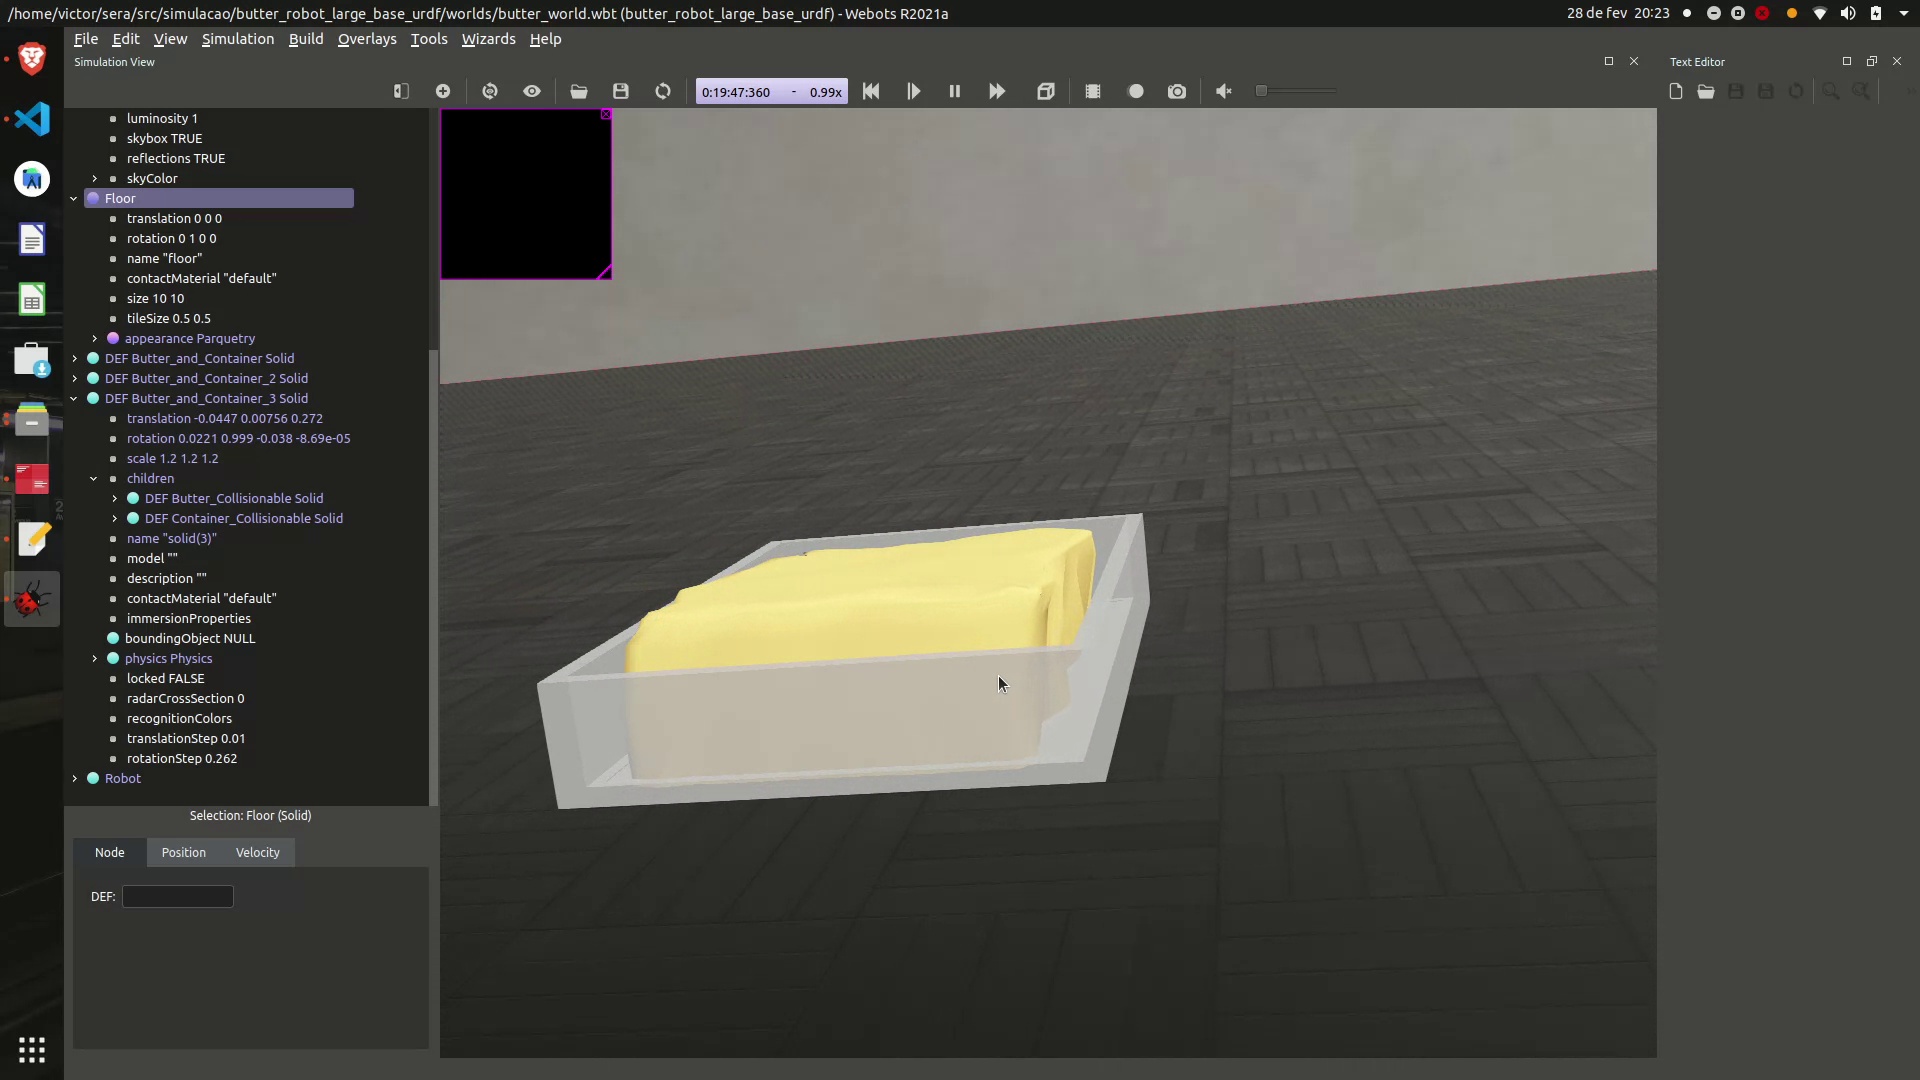 /home/victor/sera/src/simulacao/butter_robot_large_base_urdf/worlds/butter_world.wbt (butter_robot_large_base_urdf) - Webots R2021a
28 de fev 20:23
File Edit View Simulation Build Overlays Tools Wizards Help
Simulation View
Text Editor
0:19:47:360 - 0.99x
luminosity 1
skybox TRUE
reflections TRUE
skyColor
Floor
translation 0 0 0
rotation 0 1 0 0
name "floor"
contactMaterial "default"
size 10 10
tileSize 0.5 0.5
appearance Parquetry
DEF Butter_and_Container Solid
DEF Butter_and_Container_2 Solid
DEF Butter_and_Container_3 Solid
translation -0.0447 0.00756 0.272
rotation 0.0221 0.999 -0.038 -8.69e-05
scale 1.2 1.2 1.2
children
DEF Butter_Collisionable Solid
DEF Container_Collisionable Solid
name "solid(3)"
model ""
description ""
contactMaterial "default"
immersionProperties
boundingObject NULL
physics Physics
locked FALSE
radarCrossSection 0
recognitionColors
translationStep 0.01
rotationStep 0.262
Robot
Selection: Floor (Solid)
Node Position Velocity
DEF: